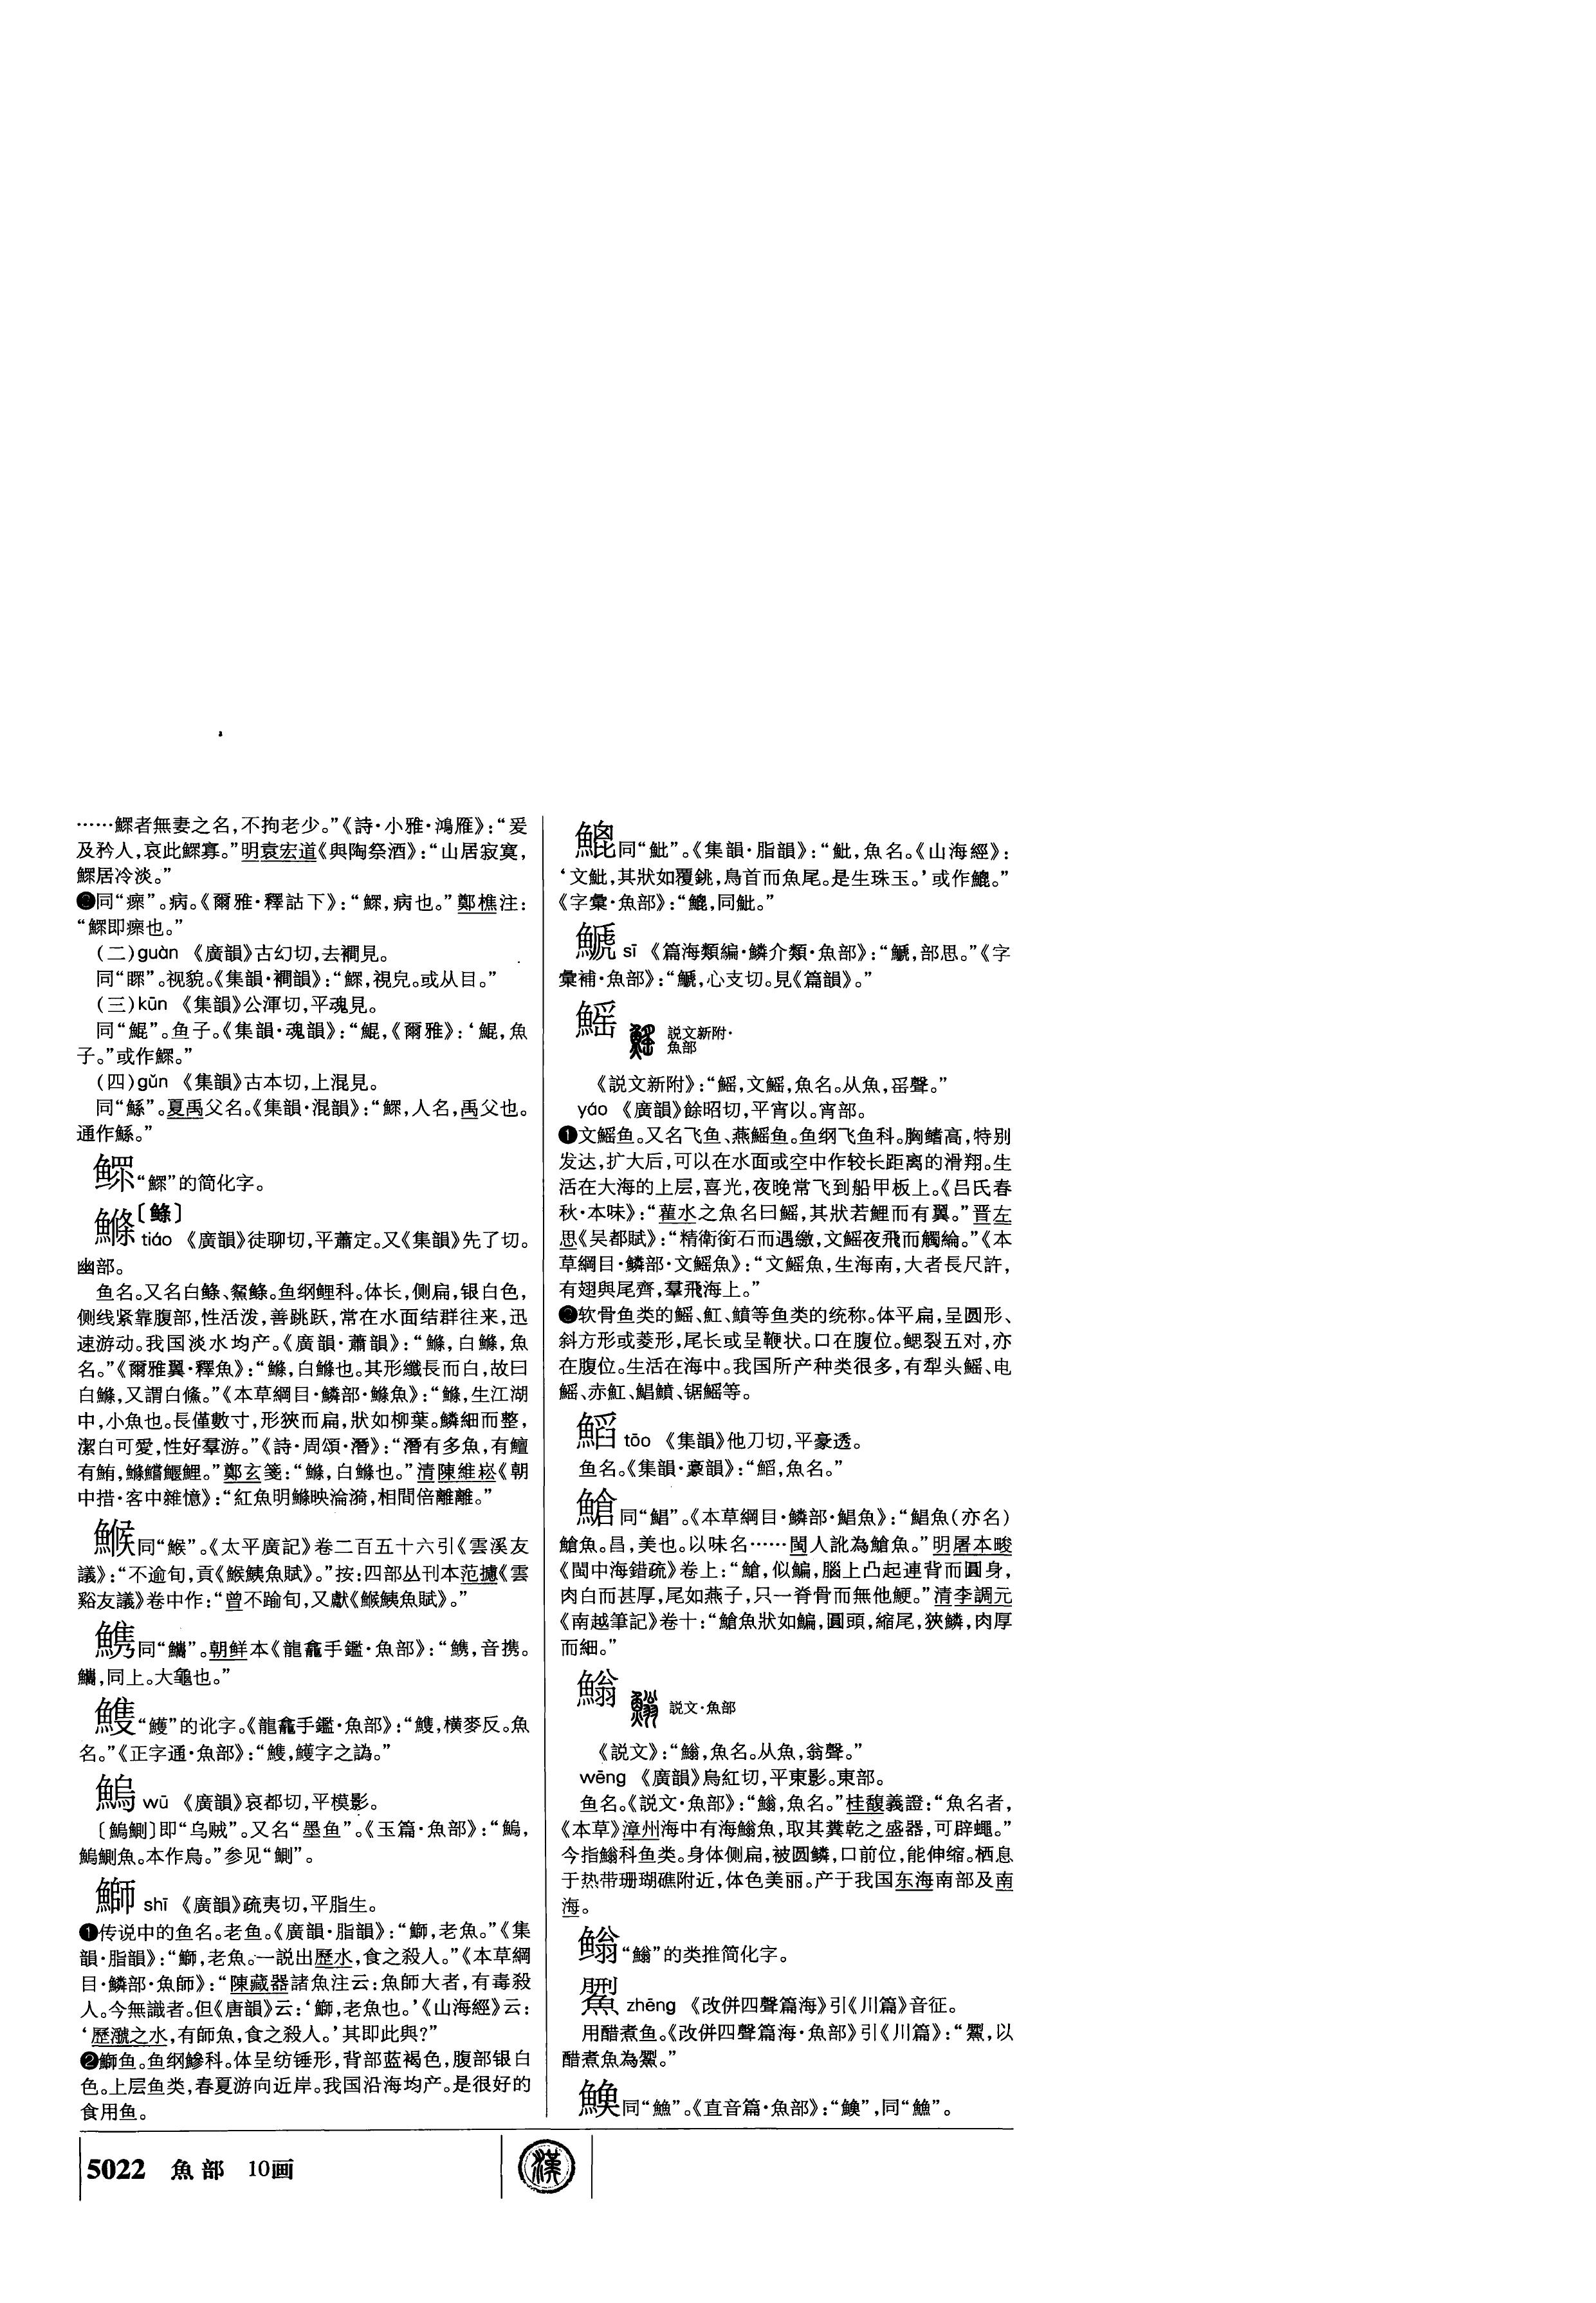 ……鰥者無妻之名,不拘老少。”《詩·小雅·鴻雁》:“爰
及矜人,哀此鰥寡。”明袁宏道《與陶祭酒》:“山居寂寞,
鰥居冷淡。”
❷同“瘝”。病。《爾雅·釋詁下》:“鰥,病也。”鄭樵注:
“鰥即瘝也。”
(二)guàn 《廣韻》古幻切,去襇見。
同“瞏”。视貌。《集韻·襇韻》:“鰥,視皃。或从目。”
(三)kūn 《集韻》公渾切,平魂見。
同“鯤”。鱼子。《集韻·魂韻》:“鯤,《爾雅》:‘鯤,魚
子。”或作鰥。”
(四)gǔn 《集韻》古本切,上混見。
同“鯀”。夏禹父名。《集韻·混韻》:“鰥,人名,禹父也。
通作鯀。”
鳏“鰥”的简化字。
鰷〔鲦〕
tiáo 《廣韻》徒聊切,平蕭定。又《集韻》先了切。
幽部。
鱼名。又名白鲦、䱗鲦。鱼纲鲤科。体长,侧扁,银白色,
侧线紧靠腹部,性活泼,善跳跃,常在水面结群往来,迅
速游动。我国淡水均产。《廣韻·蕭韻》:“鰷,白鰷,魚
名。”《爾雅翼·釋魚》:“鰷,白鰷也。其形纖長而白,故曰
白鰷,又謂白鯈。”《本草綱目·鱗部·鰷魚》:“鰷,生江湖
中,小魚也。長僅數寸,形狹而扁,狀如柳葉。鱗細而整,
潔白可愛,性好羣游。”《詩·周頌·潛》:“潛有多魚,有鱣
有鮪,鰷鱨鰋鯉。”鄭玄箋:“鰷,白鰷也。”清陳維崧《朝
中措·客中雜憶》:“紅魚明鰷映淪漪,相間倍離離。”
同“鯸”。《太平廣記》卷二百五十六引《雲溪友
議》:“不逾旬,貢《鯸鮧魚賦》。”按:四部丛刊本范攄《雲
谿友議》卷中作:“曾不踰旬,又獻《鯸鮧魚賦》。”
同“鑴”。朝鲜本《龍龕手鑑·魚部》:“音携。
同上。大龜也。”
“鱯”的讹字。《龍龕手鑑·魚部》:“横麥反。魚
名。”《正字通·魚部》:“鱯字之譌。”
鰞 wū 《廣韻》哀都切,平模影。
〔鰞鰂〕即“乌贼”。又名“墨鱼”。《玉篇·魚部》:“鰞,
鰞鰂魚。本作烏。”参见“鰂”。
鰤 shī 《廣韻》疏夷切,平脂生。
❶传说中的鱼名。老鱼。《廣韻·脂韻》:“鰤,老魚。”《集
韻·脂韻》:“鰤,老魚。一説出歷水,食之殺人。”《本草綱
目·鳞部·魚師》:“陳藏器諸魚注云:魚師大者,有毒殺
人。今無識者。但《唐韻》云:‘鰤,老魚也。’《山海經》云:
‘歷虢之水,有師魚,食之殺人。’其即此與?”
❷鰤鱼。鱼纲鲹科。体呈纺锤形,背部蓝褐色,腹部银白
色。上层鱼类,春夏游向近岸。我国沿海均产。是很好的
食用鱼。
䰽同“魮”。《集韻·脂韻》:“魮,魚名。《山海經》:
‘文魮,其狀如覆銚,鳥首而魚尾。是生珠玉。’或作䰽。”
《字彙·魚部》:“䰽,同魮。”
鷈 sī 《篇海類編·鱗介類·魚部》:“部思。”《字
彙補·魚部》:“心支切。見《篇韻》。”
鰩 説文新附·
魚部
《説文新附》:“鰩,文鰩,魚名。从魚,䍃聲。”
yáo 《廣韻》餘昭切,平宵以。宵部。
❶文鳐鱼。又名飞鱼、燕鳐鱼。鱼纲飞鱼科。胸鳍高,特别
发达,扩大后,可以在水面或空中作较长距离的滑翔。生
活在大海的上层,喜光,夜晚常飞到船甲板上。《吕氏春
秋·本味》:“雚水之魚名曰鰩,其狀若鯉而有翼。”晋左
思《吴都賦》:“精衛銜石而遇繳,文鰩夜飛而觸綸。”《本
草綱目·鳞部·文鰩魚》:“文鰩魚,生海南,大者長尺許,
有翅與尾齊,羣飛海上。”
❷软骨鱼类的鳐、魟、鱝等鱼类的统称。体平扁,呈圆形、
斜方形或菱形,尾长或呈鞭状。口在腹位。鳃裂五对,亦
在腹位。生活在海中。我国所产种类很多,有犁头鳐、电
鳐、赤魟、鯧鱝、锯鳐等。
䱇 tāo 《集韻》他刀切,平豪透。
鱼名。《集韻·豪韻》:“魚名。”
鮥同“鯧”。《本草綱目·鳞部·鯧魚》:“鯧魚(亦名)
鰆魚。昌,美也。以味名……閩人訛為鎗魚。”明屠本畯
《閩中海錯疏》卷上:“似鯿,腦上凸起連背而圓身,
肉白而甚厚,尾如燕子,只一脊骨而無他鯁。”清李調元
《南越筆記》卷十:“魚狀如鯿,圓頭,縮尾,狹鱗,肉厚
而細。”
鰯 説文·魚部
《説文》:“鶲,魚名。从魚,翁聲。”
wēng 《廣韻》烏紅切,平東影。東部。
鱼名。《説文·魚部》:“魚名。”桂馥義證:“魚名者,
《本草》漳州海中有海魚,取其糞乾之盛器,可辟蠅。”
今指科鱼类。身体侧扁,被圆鳞,口前位,能伸缩。栖息
于热带珊瑚礁附近,体色美丽。产于我国东海南部及南
海。
的类推简化字。
zhēng 《改併四聲篇海》引《川篇》音征。
用醋煮鱼。《改併四聲篇海·魚部》引《川篇》:“以
醋煮魚為
同《直音篇·魚部》:同
5022 魚部 10画
漢